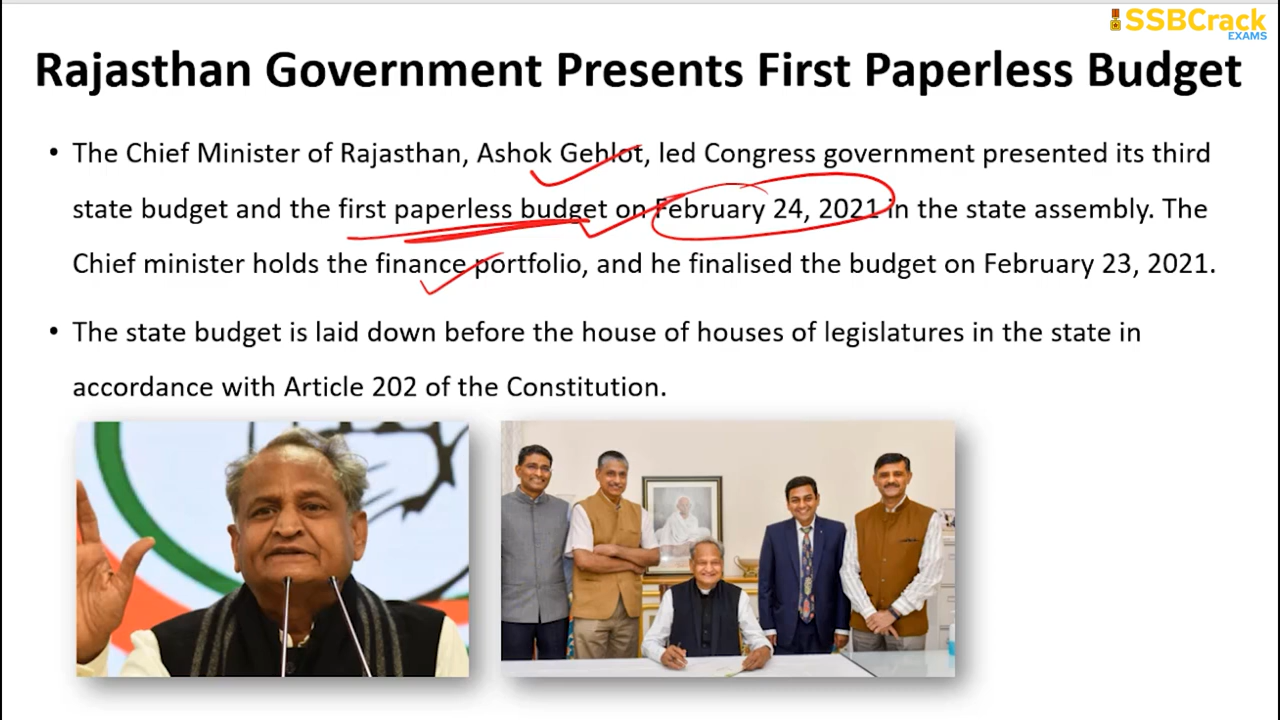 SSBCrack
EXAMS
Rajasthan Government Presents First Paperless Budget
• The Chief Minister of Rajasthan, Ashok Gehlot, led Congress government presented its third
state budget and the first paperless budget on February 24, 2021 in the state assembly. The
Chief minister holds the finance portfolio, and he finalised the budget on February 23, 2021.
• The state budget is laid down before the house of houses of legislatures in the state in
accordance with Article 202 of the Constitution.